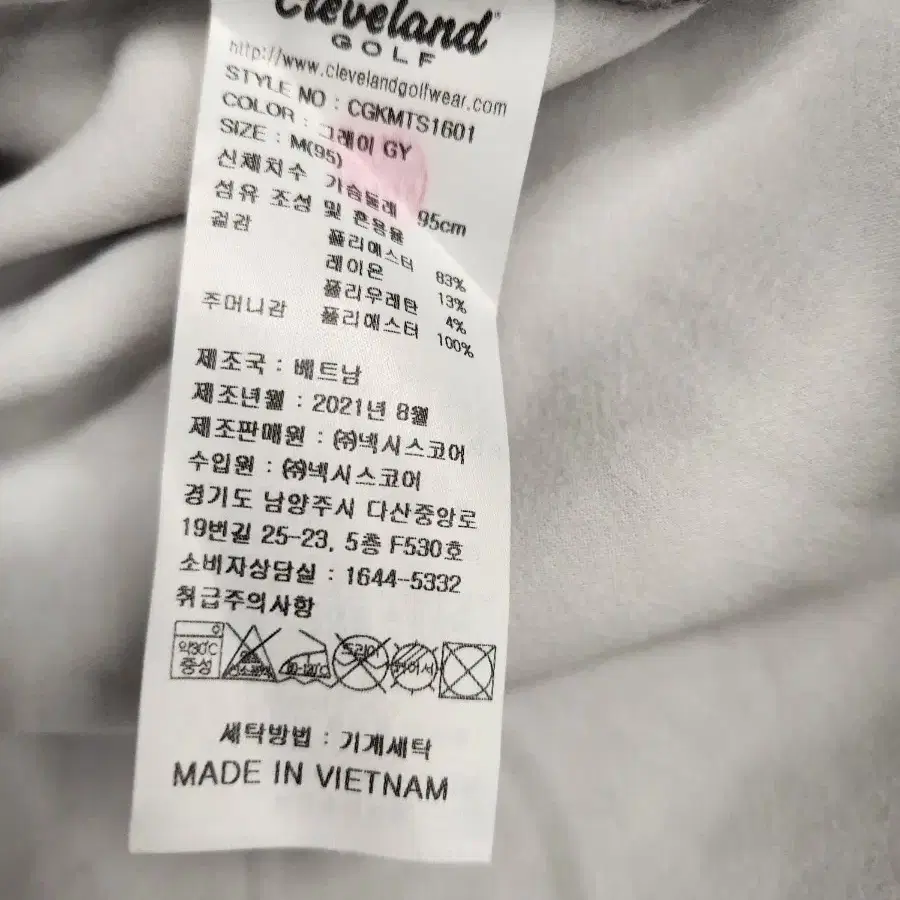 Cleveland
GOLF
http://www.clevelandgolfwear.com
STYLE NO : CGKMTS1601
COLOR : 그레이 GY
SIZE : M(95)
신체치수 가슴둘레 95cm
섬유 조성 및 혼용율
겉감 폴리에스터 83%
레이온 13%
폴리우레탄 4%
주머니감 폴리에스터 100%
제조국 : 베트남
제조년월 : 2021년 8월
제조판매원 : ㈜넥시스코어
수입원 : ㈜넥시스코어
경기도 남양주시 다산중앙로
19번길 25-23, 5층 F530호
소비자상담실 : 1644-5332
취급주의사항
약30℃
중성
드라이
세탁방법 : 기계세탁
MADE IN VIETNAM